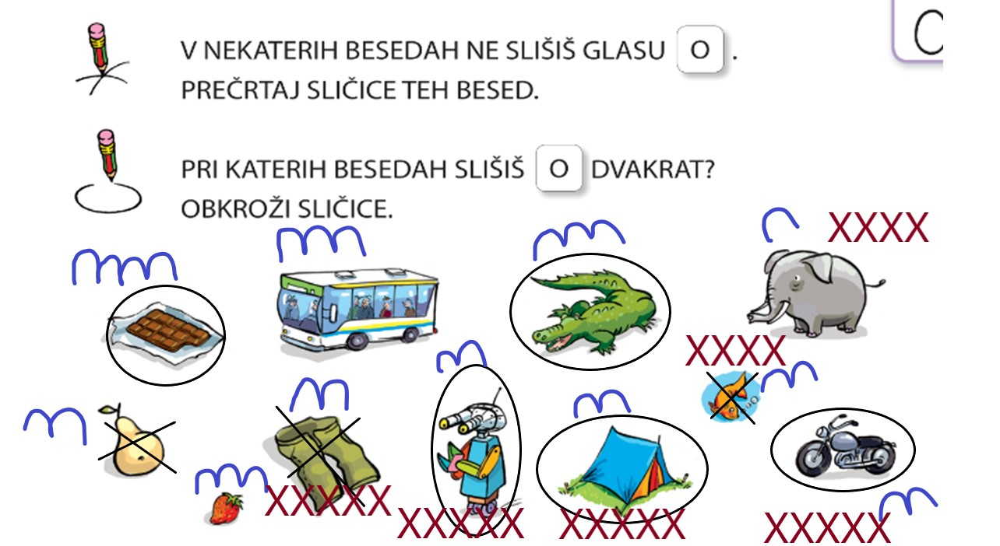 V NEKATERIH BESEDAH NE SLIŠIŠ GLASU O .
PREČRTAJ SLIČICE TEH BESED.
PRI KATERIH BESEDAH SLIŠIŠ O DVAKRAT?
OBKROŽI SLIČICE.
XXXX
XXXX
XXXXX
XXXXX
XXXXX
XXXXX